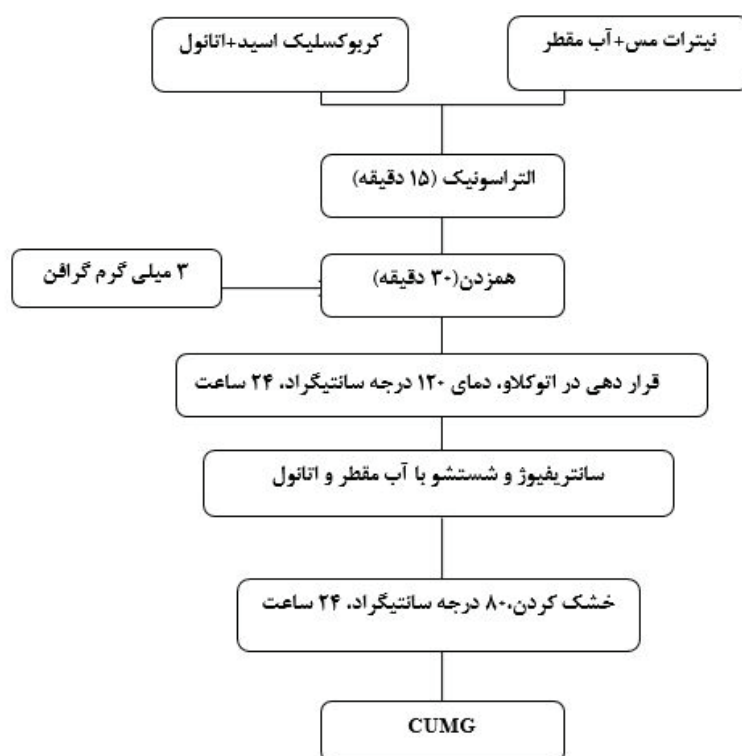 نیترات مس+آب مقطر
کربوکسلیک اسید+اتانول
التراسونیک (۱۵ دقیقه)
همزدن(۳۰ دقیقه)
۳ میلی گرم گرافن
قرار دهی در اتوکلاو، دمای ۱۲۰ درجه سانتیگراد، ۲۴ ساعت
سانتریفیوژ و شستشو با آب مقطر و اتانول
خشک کردن،۸۰ درجه سانتیگراد، ۲۴ ساعت
CUMG